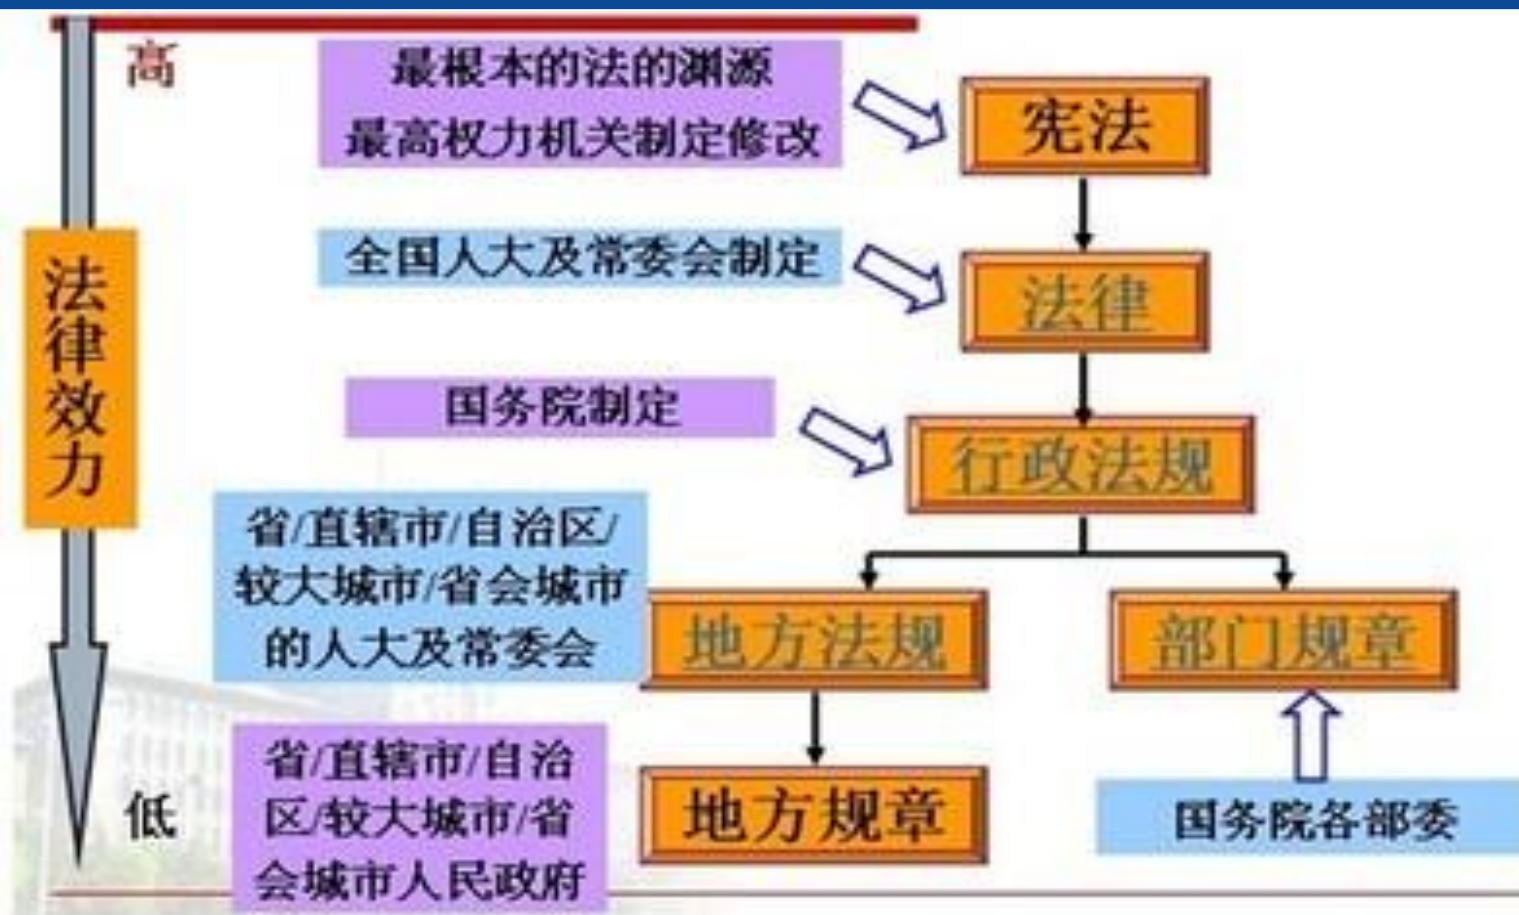 高
最根本的法的渊源
最高权力机关制定修改
宪法
全国人大及常委会制定
法律
法律效力
国务院制定
行政法规
省/直辖市/自治区/
较大城市/省会城市
的人大及常委会
地方法规
部门规章
省/直辖市/自治
区/较大城市/省
会城市人民政府
地方规章
国务院各部委
低